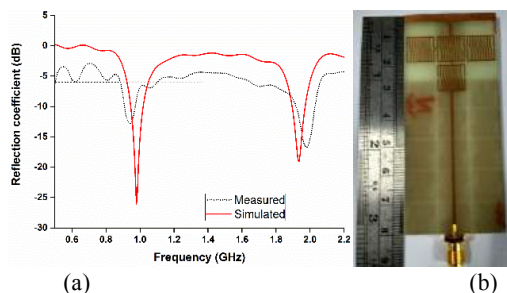 Reflection coefficient (dB)
5
0
-5
-10
-15
-20
-25
-30
Measured
Simulated
0.6
0.8
1.0
1.2
1.4
1.6
1.8
2.0
2.2
Frequency (GHz)
(a)
(b)